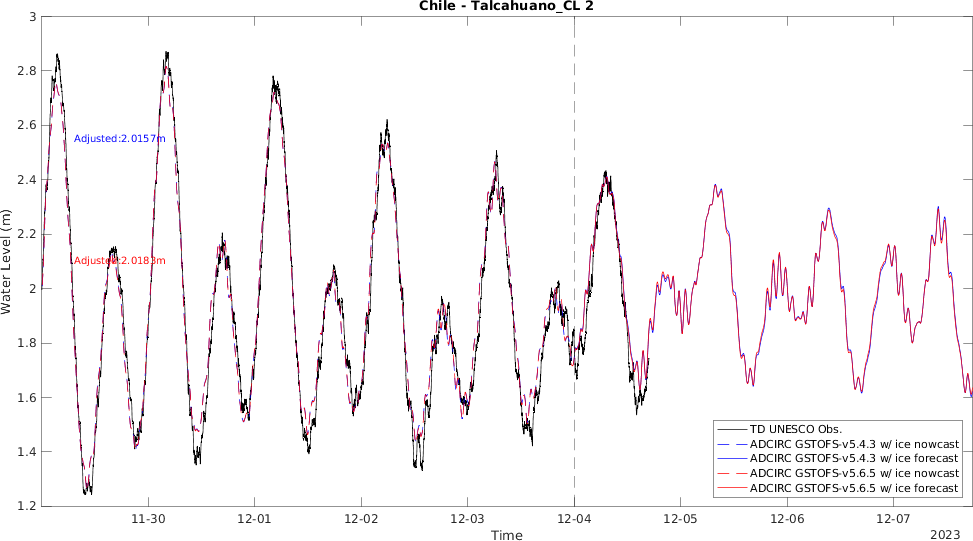 Chile - Talcahuano_CL 2
3
2.8
2.6
2.4
2.2
2
1.8
1.6
1.4
1.2
Water Level (m)
Adjusted:2.0157m
Adjusted:2.0183m
11-30
12-01
12-02
12-03
12-04
12-05
12-06
12-07
Time
2023
TD UNESCO Obs.
ADCIRC GSTOFS-v5.4.3 w/ ice nowcast
ADCIRC GSTOFS-v5.4.3 w/ ice forecast
ADCIRC GSTOFS-v5.6.5 w/ ice nowcast
ADCIRC GSTOFS-v5.6.5 w/ ice forecast